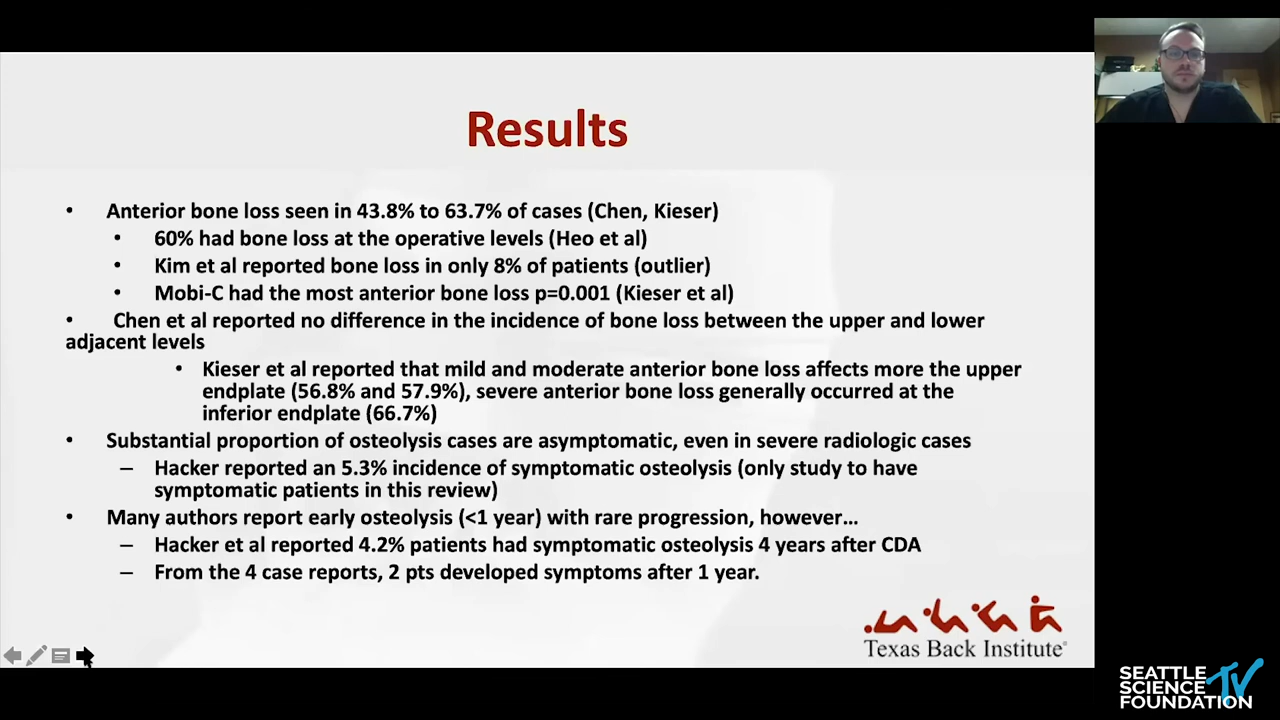 Results
• Anterior bone loss seen in 43.8% to 63.7% of cases (Chen, Kieser)
• 60% had bone loss at the operative levels (Heo et al)
• Kim et al reported bone loss in only 8% of patients (outlier)
• Mobi-C had the most anterior bone loss p=0.001 (Kieser et al)
• Chen et al reported no difference in the incidence of bone loss between the upper and lower
adjacent levels
• Kieser et al reported that mild and moderate anterior bone loss affects more the upper
endplate (56.8% and 57.9%), severe anterior bone loss generally occurred at the
inferior endplate (66.7%)
• Substantial proportion of osteolysis cases are asymptomatic, even in severe radiologic cases
– Hacker reported an 5.3% incidence of symptomatic osteolysis (only study to have
symptomatic patients in this review)
• Many authors report early osteolysis (<1 year) with rare progression, however…
– Hacker et al reported 4.2% patients had symptomatic osteolysis 4 years after CDA
– From the 4 case reports, 2 pts developed symptoms after 1 year.
Texas Back Institute®
SEATTLE
SCIENCE
FOUNDATION
TV